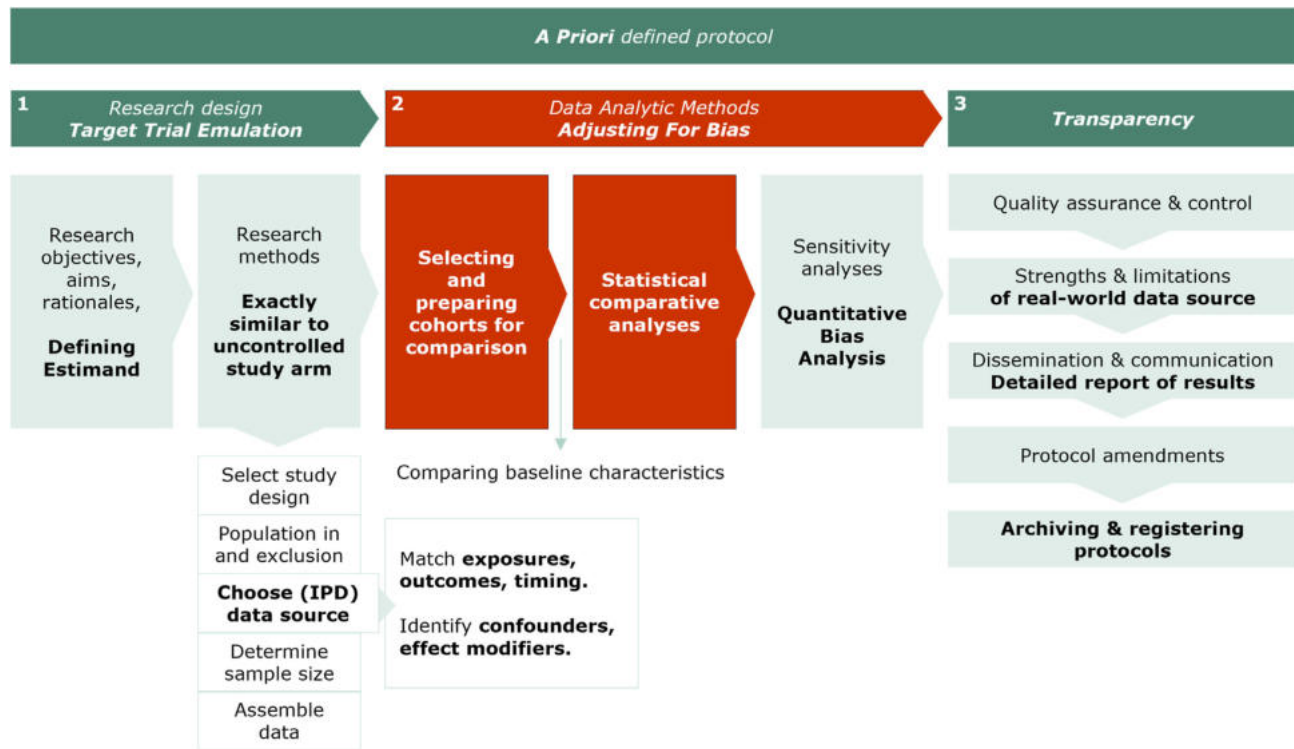 A Priori defined protocol
1
Research design
Target Trial Emulation
2
Data Analytic Methods
Adjusting For Bias
3
Transparency
Research
objectives,
aims,
rationales,
Defining
Estimand
Research
methods
Exactly
similar to
uncontrolled
study arm
Selecting
and
preparing
cohorts for
comparison
Statistical
comparative
analyses
Sensitivity
analyses
Quantitative
Bias
Analysis
Quality assurance & control
Strengths & limitations
of real-world data source
Dissemination & communication
Detailed report of results
Protocol amendments
Archiving & registering
protocols
Select study
design
Population in
and exclusion
Choose (IPD)
data source
Determine
sample size
Assemble
data
Comparing baseline characteristics
Match exposures,
outcomes, timing.
Identify confounders,
effect modifiers.